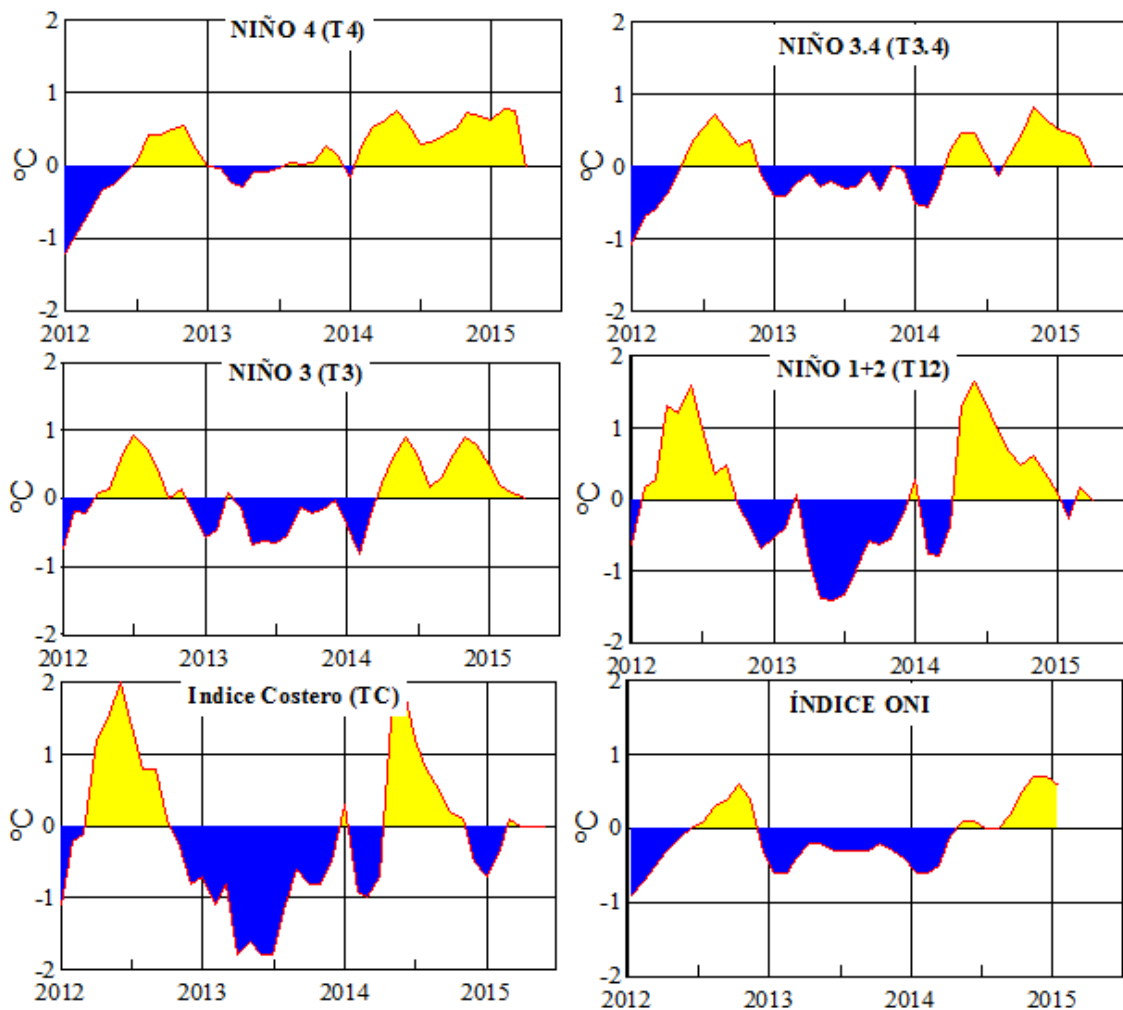 NIÑO 4 (T4)
2
1
0
-1
-2
°C
2012 2013 2014 2015
NIÑO 3.4 (T3.4)
2
1
0
-1
-2
°C
2012 2013 2014 2015
NIÑO 3 (T3)
2
1
0
-1
-2
°C
2012 2013 2014 2015
NIÑO 1+2 (T12)
2
1
0
-1
-2
°C
2012 2013 2014 2015
Indice Costero (TC)
2
1
0
-1
-2
°C
2012 2013 2014 2015
ÍNDICE ONI
2
1
0
-1
-2
°C
2012 2013 2014 2015